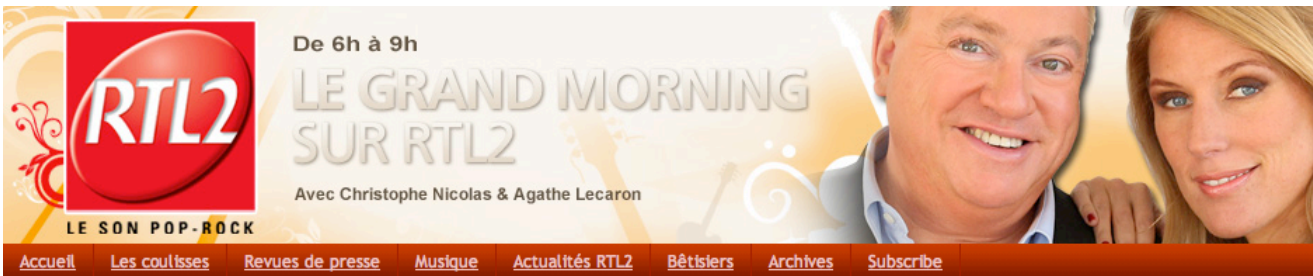 RTL2
LE SON POP-ROCK
De 6h à 9h
LE GRAND MORNING
SUR RTL2
Avec Christophe Nicolas & Agathe Lecaron
Accueil Les coulisses Revues de presse Musique Actualités RTL2 Bêtisiers Archives Subscribe